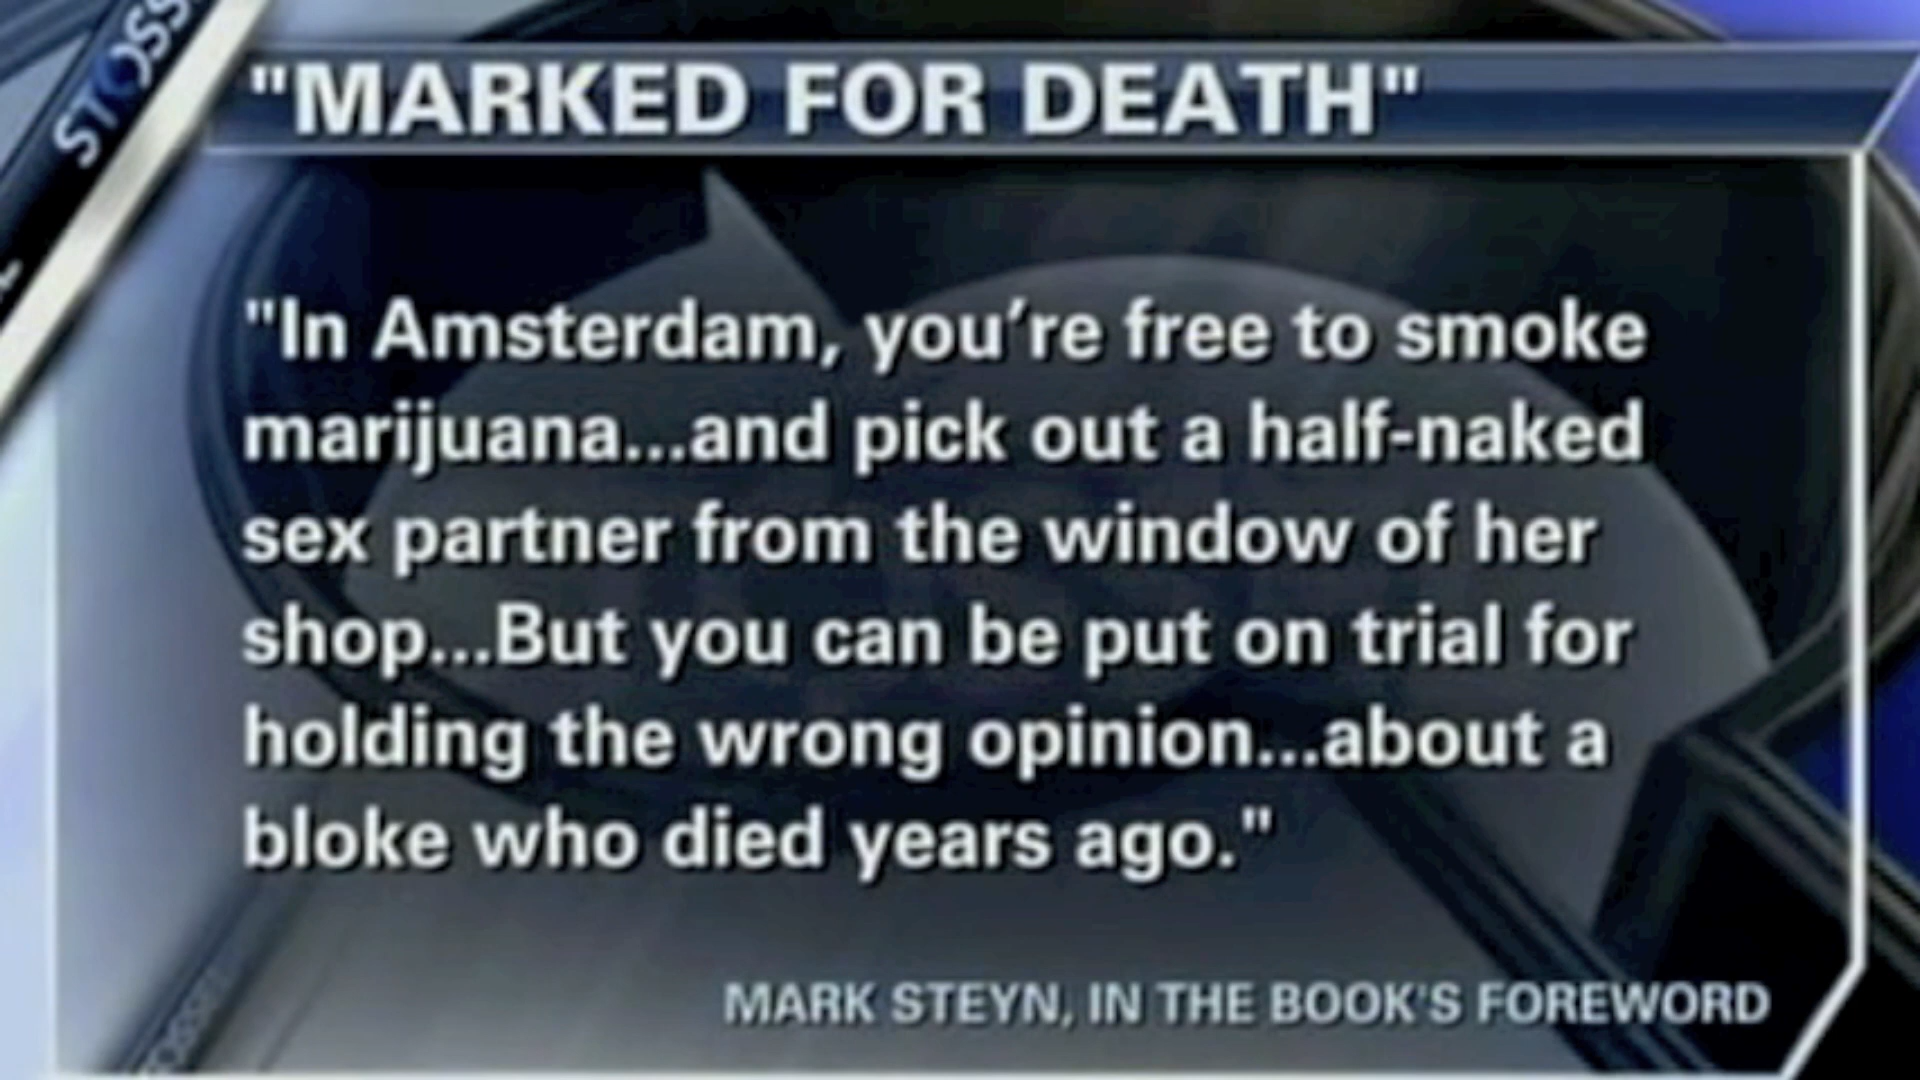 STOSS
"MARKED FOR DEATH"
"In Amsterdam, you’re free to smoke
marijuana...and pick out a half-naked
sex partner from the window of her
shop...But you can be put on trial for
holding the wrong opinion...about a
bloke who died years ago."
MARK STEYN, IN THE BOOK'S FOREWORD